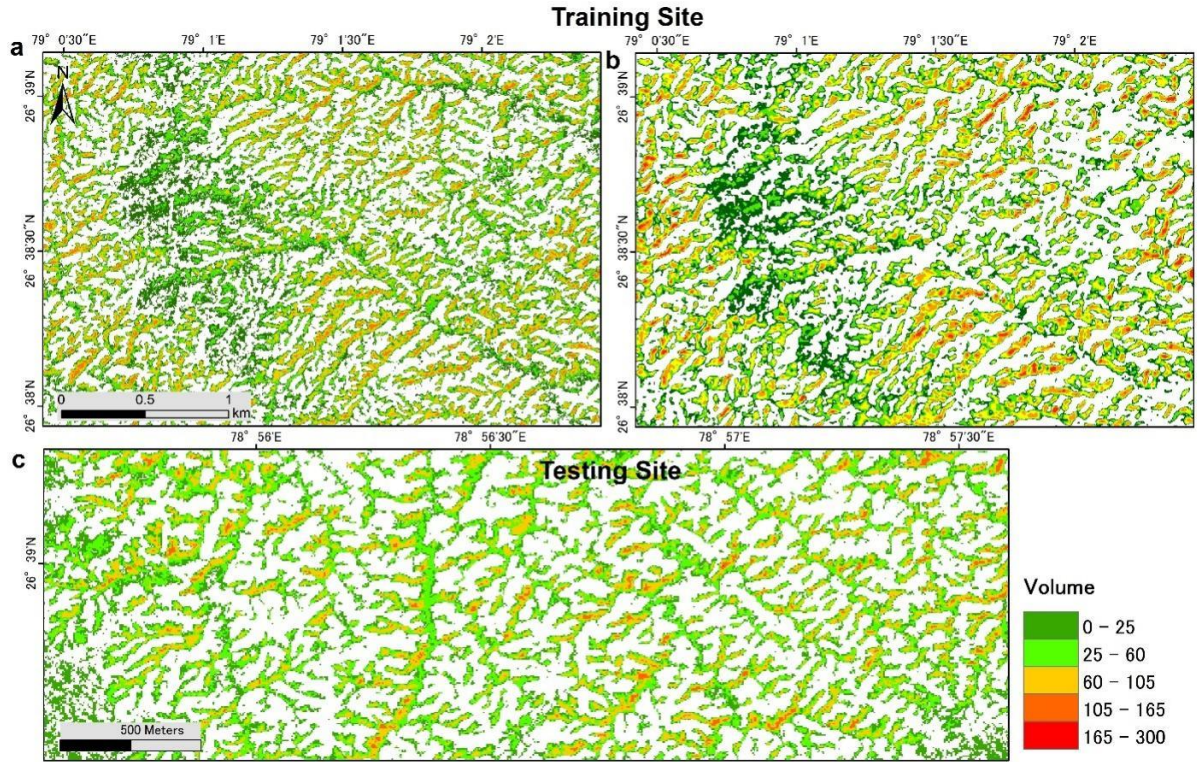 Training Site
a
79° 0′30″E
79° 1′E
79° 1′30″E
79° 2′E
b
79° 0′30″E
79° 1′E
79° 1′30″E
79° 2′E
N
26° 39′N
26° 38′30″N
26° 38′N
0 0.5 1
km
26° 39′N
26° 38′30″N
26° 38′N
78° 56′E
78° 56′30″E
78° 57′E
78° 57′30″E
c
Testing Site
26° 39′N
500 Meters
Volume
0 - 25
25 - 60
60 - 105
105 - 165
165 - 300